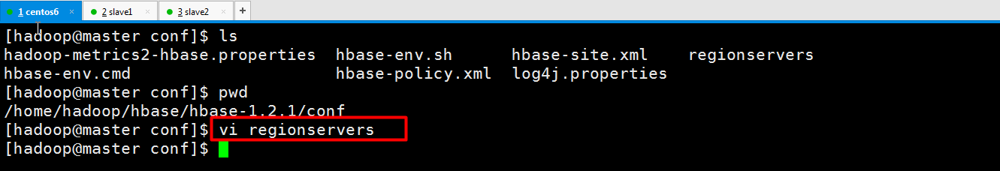 1 centos6 × 2 slave1 × 3 slave2 × +
[hadoop@master conf]$ ls
hadoop-metrics2-hbase.properties hbase-env.sh hbase-site.xml regionservers
hbase-env.cmd hbase-policy.xml log4j.properties
[hadoop@master conf]$ pwd
/home/hadoop/hbase/hbase-1.2.1/conf
[hadoop@master conf]$ vi regionservers
[hadoop@master conf]$